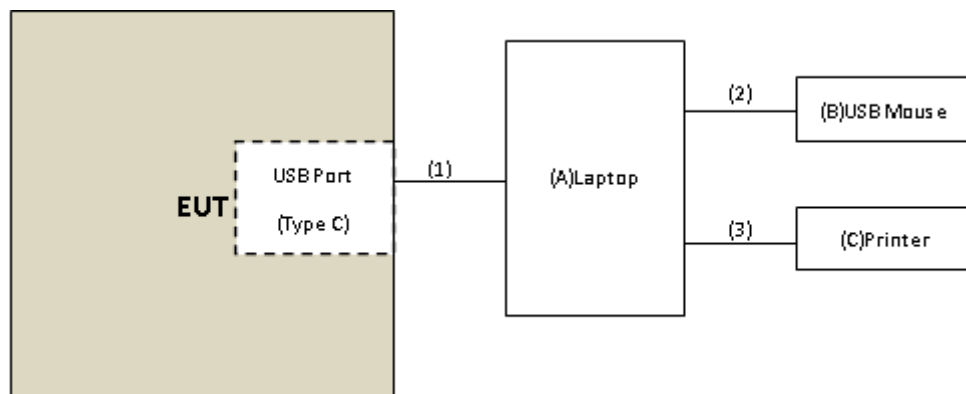 EUT
USB Port
(Type C)
(1)
(A)Laptop
(2)
(B)USB Mouse
(3)
(C)Printer